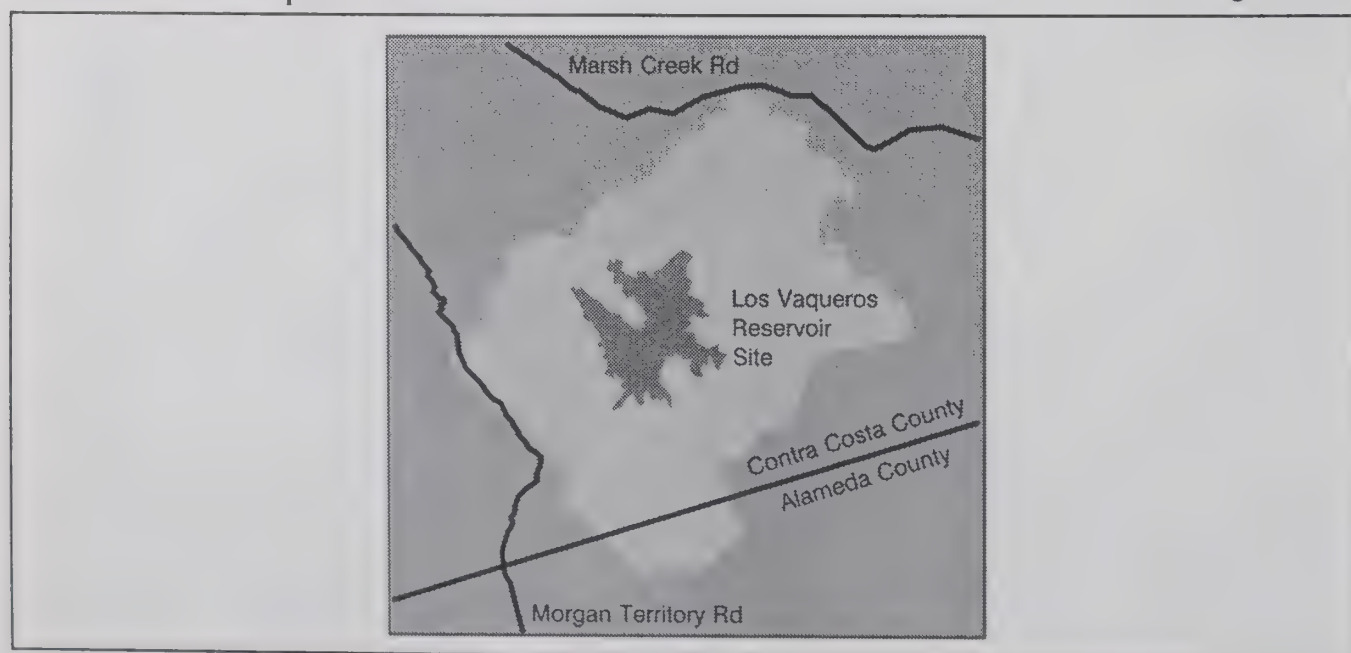 Marsh Creek Rd
Los Vaqueros
Reservoir
Site
Contra Costa County
Alameda County
Morgan Territory Rd